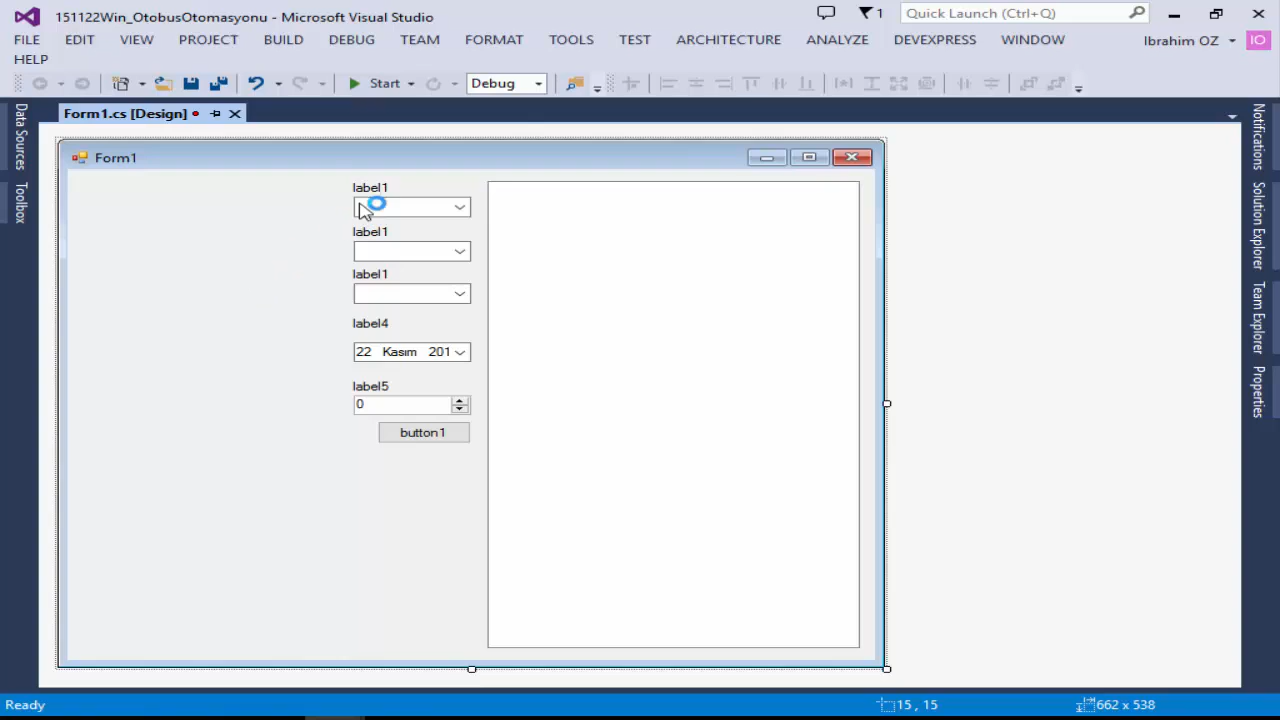 151122Win_OtobusOtomasyonu - Microsoft Visual Studio
1
Quick Launch (Ctrl+Q)
FILE EDIT VIEW PROJECT BUILD DEBUG TEAM FORMAT TOOLS TEST ARCHITECTURE ANALYZE DEVEXPRESS WINDOW
Ibrahim OZ IO
HELP
Start Debug
Form1.cs [Design]
Data Sources
Toolbox
Form1
label1
label1
label1
label4
22 Kasım 201
label5
0
button1
Notifications
Solution Explorer
Team Explorer
Properties
Ready
15 , 15
662 x 538